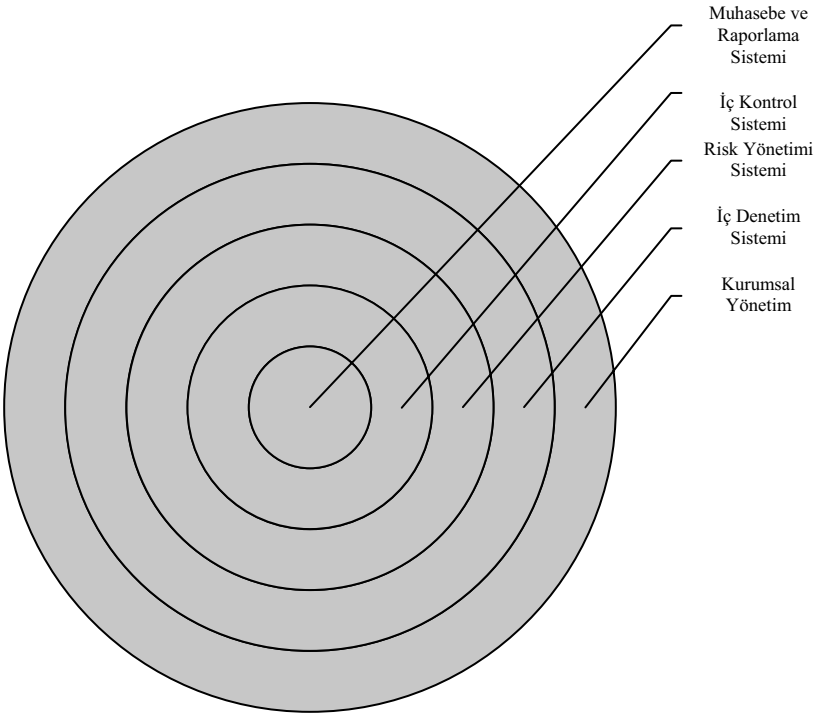 Muhasebe ve
Raporlama
Sistemi
İç Kontrol
Sistemi
Risk Yönetimi
Sistemi
İç Denetim
Sistemi
Kurumsal
Yönetim